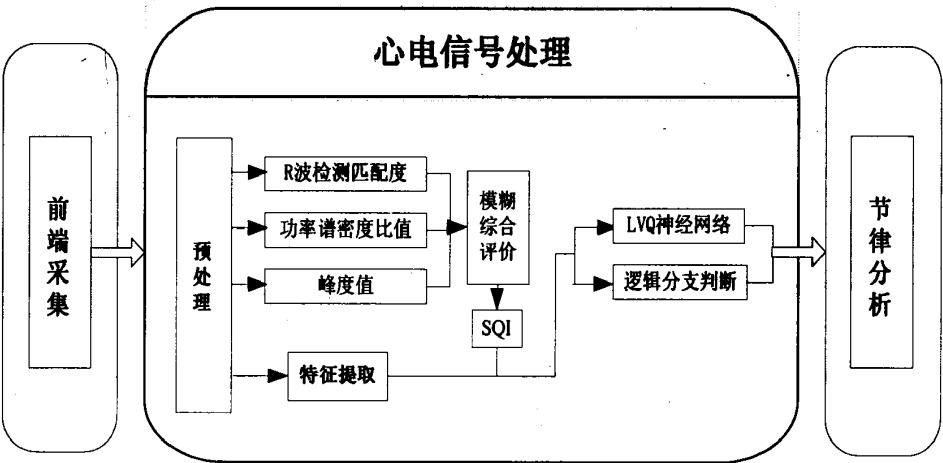 心电信号处理
前端采集
预处理
R波检测匹配度
功率谱密度比值
峰度值
特征提取
模糊
综合
评价
SQI
LVQ神经网络
逻辑分支判断
节律分析